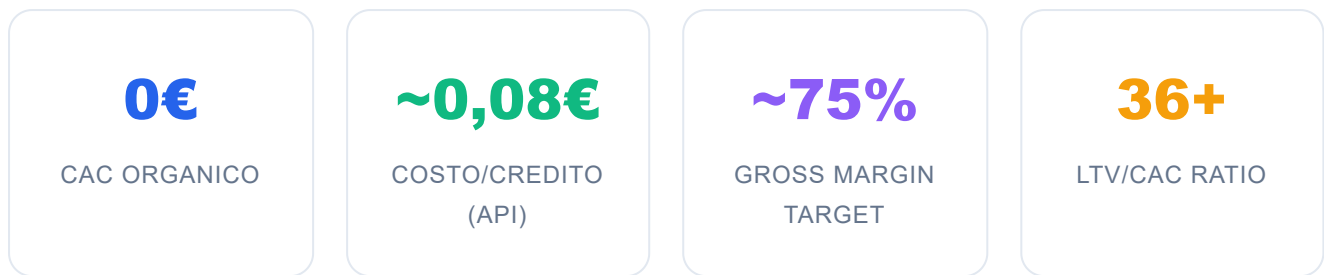 0€
CAC ORGANICO
~0,08€
COSTO/CREDITO
(API)
~75%
GROSS MARGIN
TARGET
36+
LTV/CAC RATIO